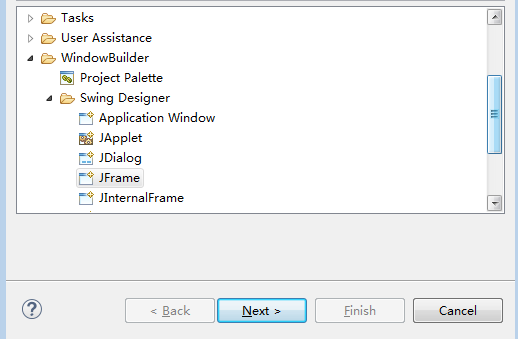 Tasks
User Assistance
WindowBuilder
Project Palette
Swing Designer
Application Window
JApplet
JDialog
JFrame
JInternalFrame
? < Back Next > Finish Cancel